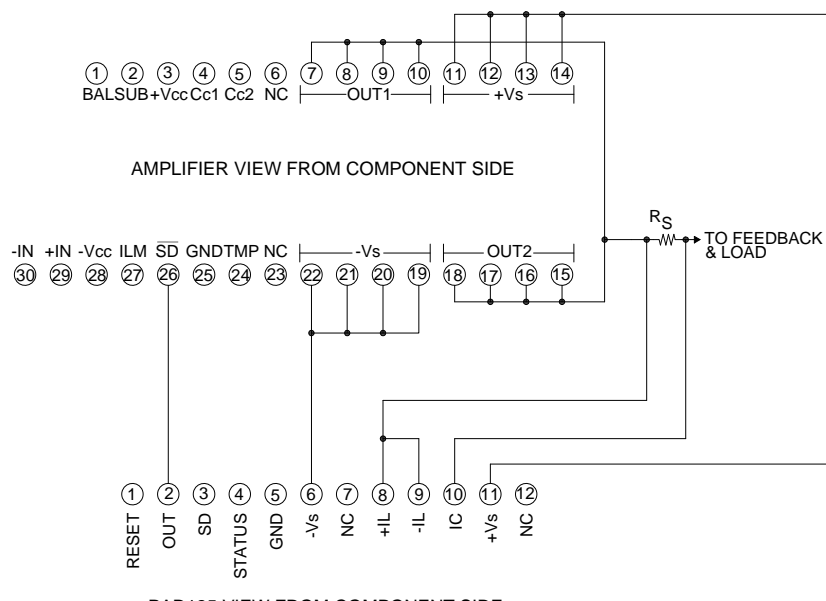 1 2 3 4 5 6 7 8 9 10 11 12 13 14
BAL SUB +Vcc Cc1 Cc2 NC OUT1 +Vs
AMPLIFIER VIEW FROM COMPONENT SIDE
RS
TO FEEDBACK
& LOAD
-IN +IN -Vcc ILM SD GND TMP NC -Vs OUT2
30 29 28 27 26 25 24 23 22 21 20 19 18 17 16 15
1 2 3 4 5 6 7 8 9 10 11 12
RESET OUT SD STATUS GND -Vs NC +IL -IL IC +Vs NC